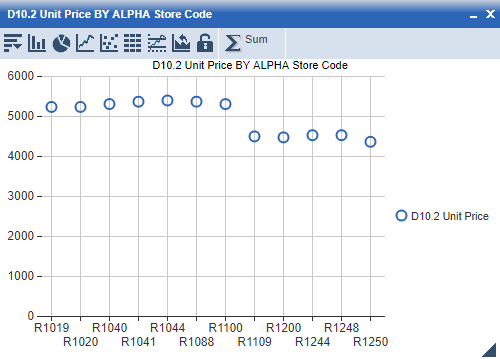 D10.2 Unit Price BY ALPHA Store Code
Sum
D10.2 Unit Price BY ALPHA Store Code
6000
5000
4000
3000
2000
1000
0
D10.2 Unit Price
R1019 R1040 R1044 R1100 R1200 R1248
R1020 R1041 R1088 R1109 R1244 R1250